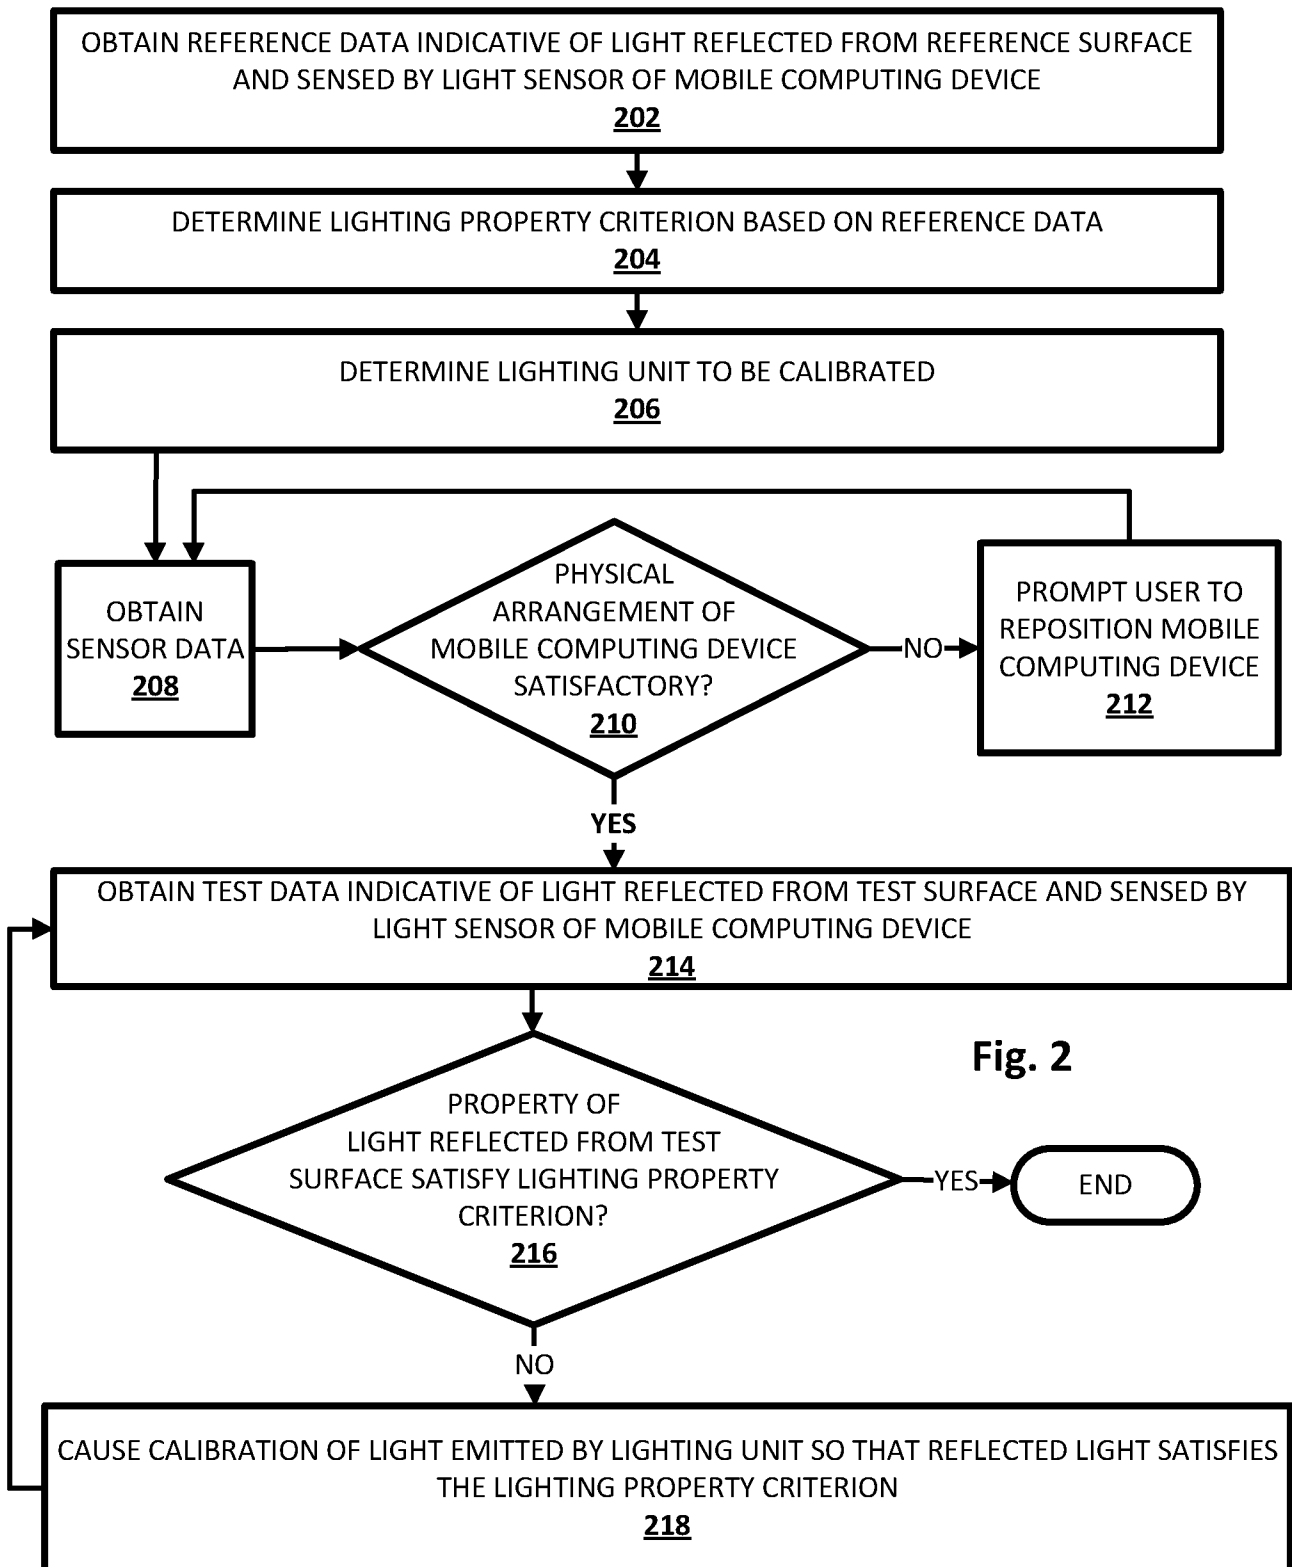 OBTAIN REFERENCE DATA INDICATIVE OF LIGHT REFLECTED FROM REFERENCE SURFACE
AND SENSED BY LIGHT SENSOR OF MOBILE COMPUTING DEVICE
202
DETERMINE LIGHTING PROPERTY CRITERION BASED ON REFERENCE DATA
204
DETERMINE LIGHTING UNIT TO BE CALIBRATED
206
OBTAIN
SENSOR DATA
208
PHYSICAL
ARRANGEMENT OF
MOBILE COMPUTING DEVICE
SATISFACTORY?
210
NO
PROMPT USER TO
REPOSITION MOBILE
COMPUTING DEVICE
212
YES
OBTAIN TEST DATA INDICATIVE OF LIGHT REFLECTED FROM TEST SURFACE AND SENSED BY
LIGHT SENSOR OF MOBILE COMPUTING DEVICE
214
Fig. 2
PROPERTY OF
LIGHT REFLECTED FROM TEST
SURFACE SATISFY LIGHTING PROPERTY
CRITERION?
216
YES
END
NO
CAUSE CALIBRATION OF LIGHT EMITTED BY LIGHTING UNIT SO THAT REFLECTED LIGHT SATISFIES
THE LIGHTING PROPERTY CRITERION
218